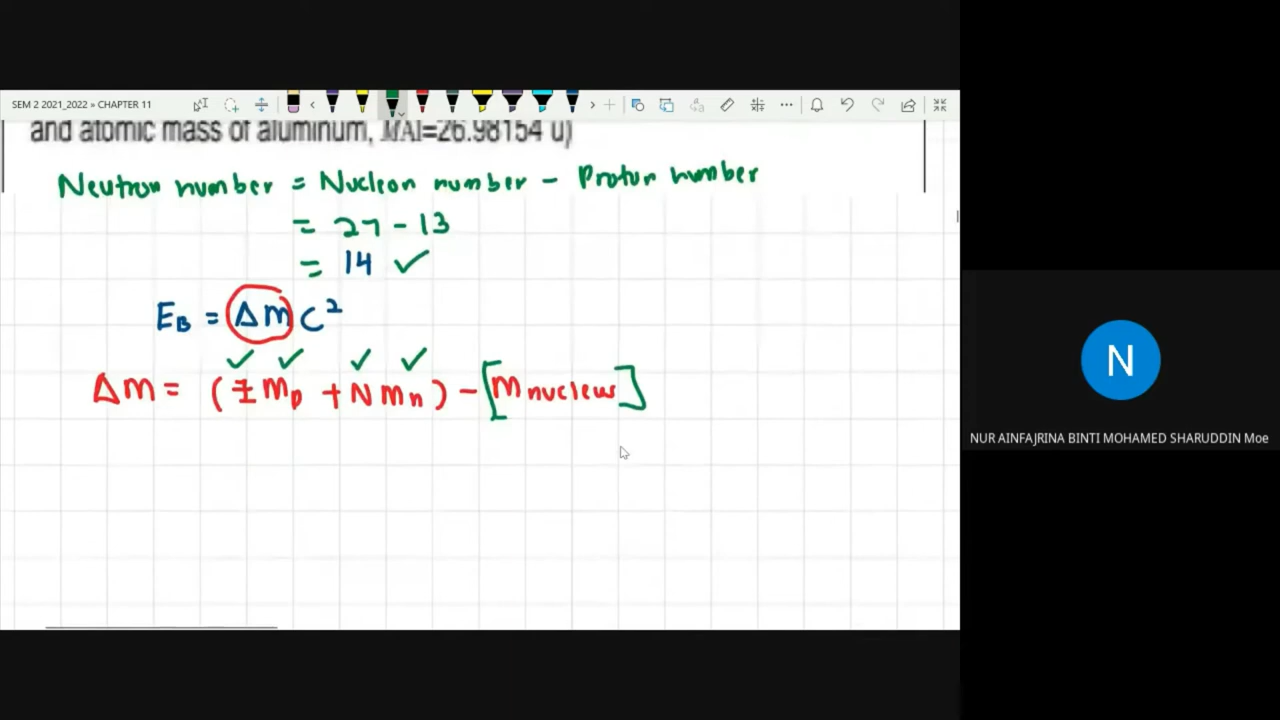 SEM 2 2021_2022 » CHAPTER 11
and atomic mass of aluminum, MAl=26.98154 u)
Neutron number = Nucleon number - Proton number
= 27 - 13
= 14 ✓
E_B = Δm c²
✓ ✓ ✓ ✓
Δm = (Z m_p + N m_n) - [m nucleus]
N
NUR AINFAJRINA BINTI MOHAMED SHARUDDIN Moe